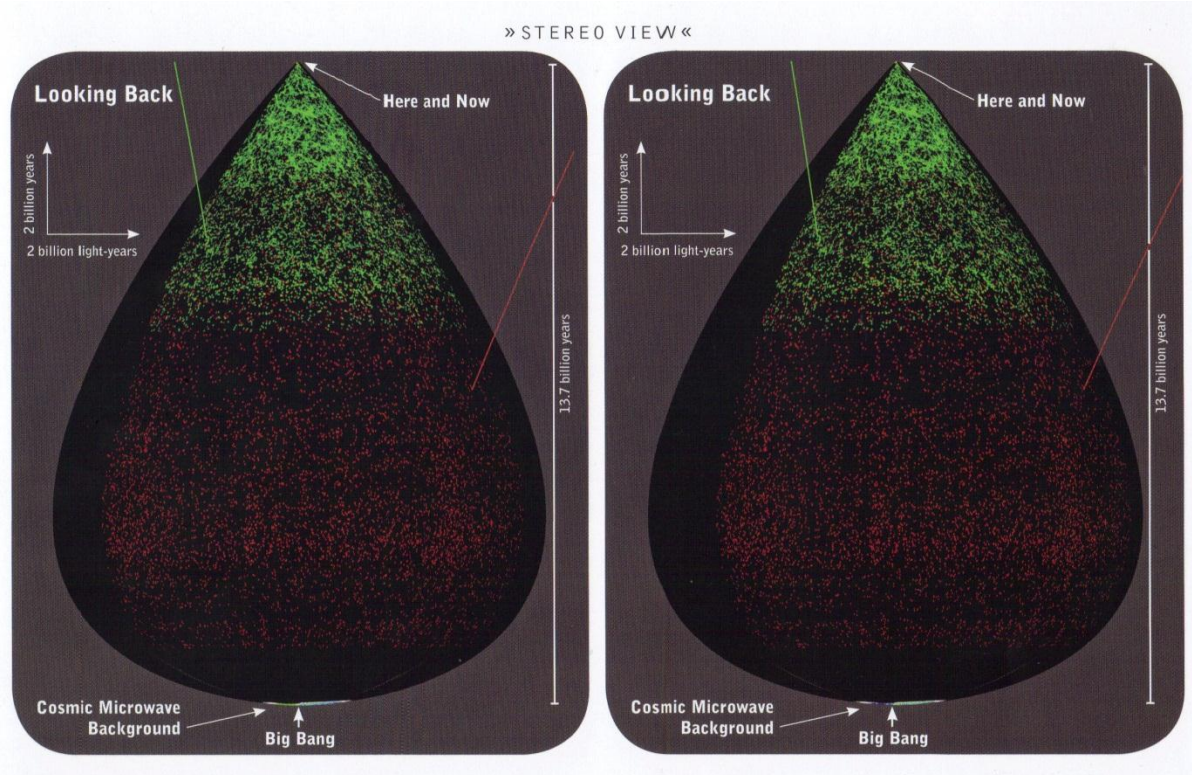 »STEREO VIEW«
Looking Back
Here and Now
2 billion years
2 billion light-years
13.7 billion years
Cosmic Microwave
Background
Big Bang
Looking Back
Here and Now
2 billion years
2 billion light-years
13.7 billion years
Cosmic Microwave
Background
Big Bang